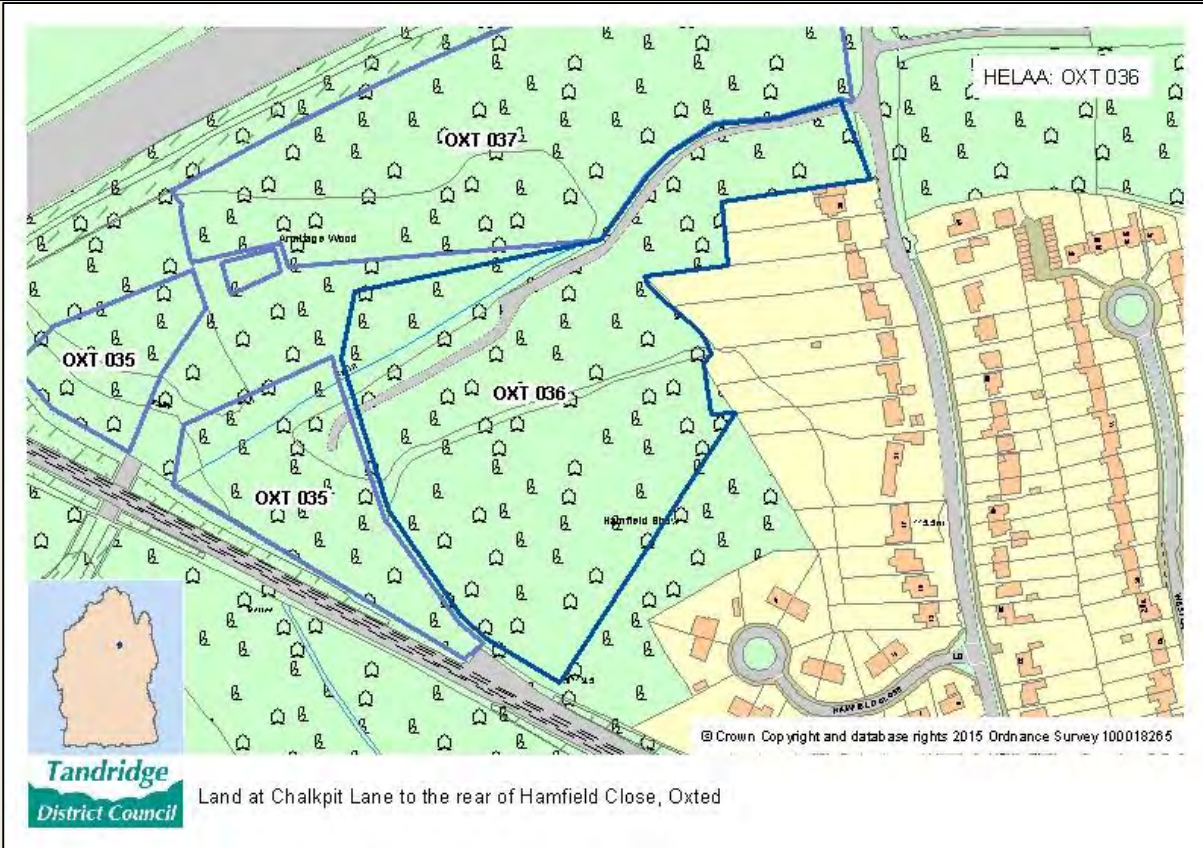 HELAA: OXT 036
OXT 037
Armitage Wood
OXT 035
OXT 036
OXT 035
HAMFIELD CLOSE
© Crown Copyright and database rights 2015 Ordnance Survey 100018265
Tandridge
District Council
Land at Chalkpit Lane to the rear of Hamfield Close, Oxted